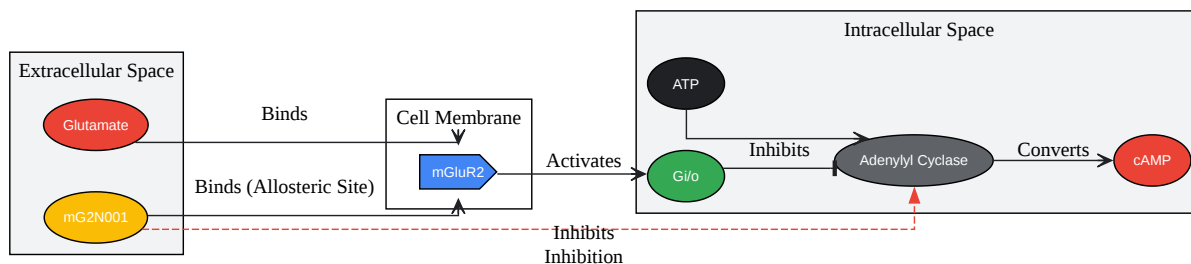 Intracellular Space
Extracellular Space
ATP
Glutamate
Binds
Cell Membrane
Inhibits
Adenylyl Cyclase
Converts
cAMP
mGluR2
Activates
Gi/o
Binds (Allosteric Site)
mG2N001
Inhibits
Inhibition